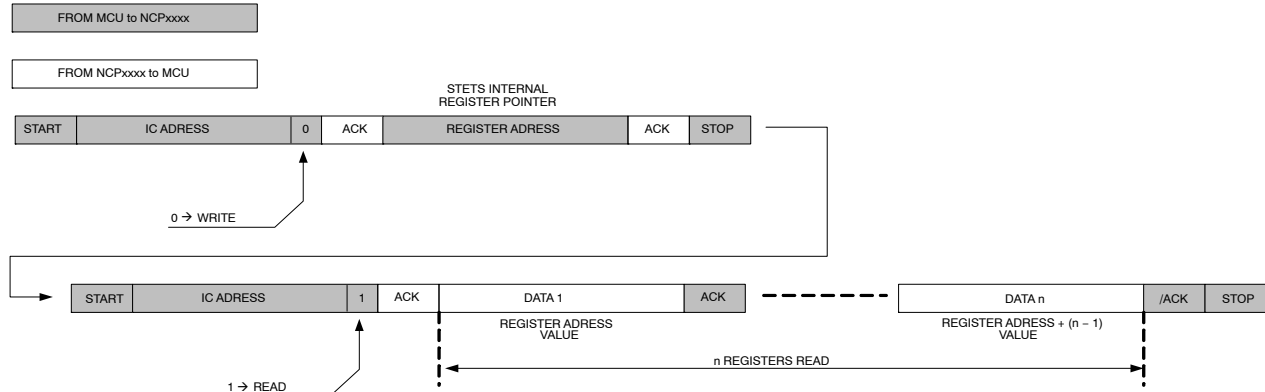 FROM MCU to NCPxxxx
FROM NCPxxxx to MCU
STETS INTERNAL
REGISTER POINTER
START IC ADRESS 0 ACK REGISTER ADRESS ACK STOP
0 → WRITE
START IC ADRESS 1 ACK DATA 1 ACK DATA n /ACK STOP
REGISTER ADRESS
VALUE
REGISTER ADRESS + (n − 1)
VALUE
n REGISTERS READ
1 → READ